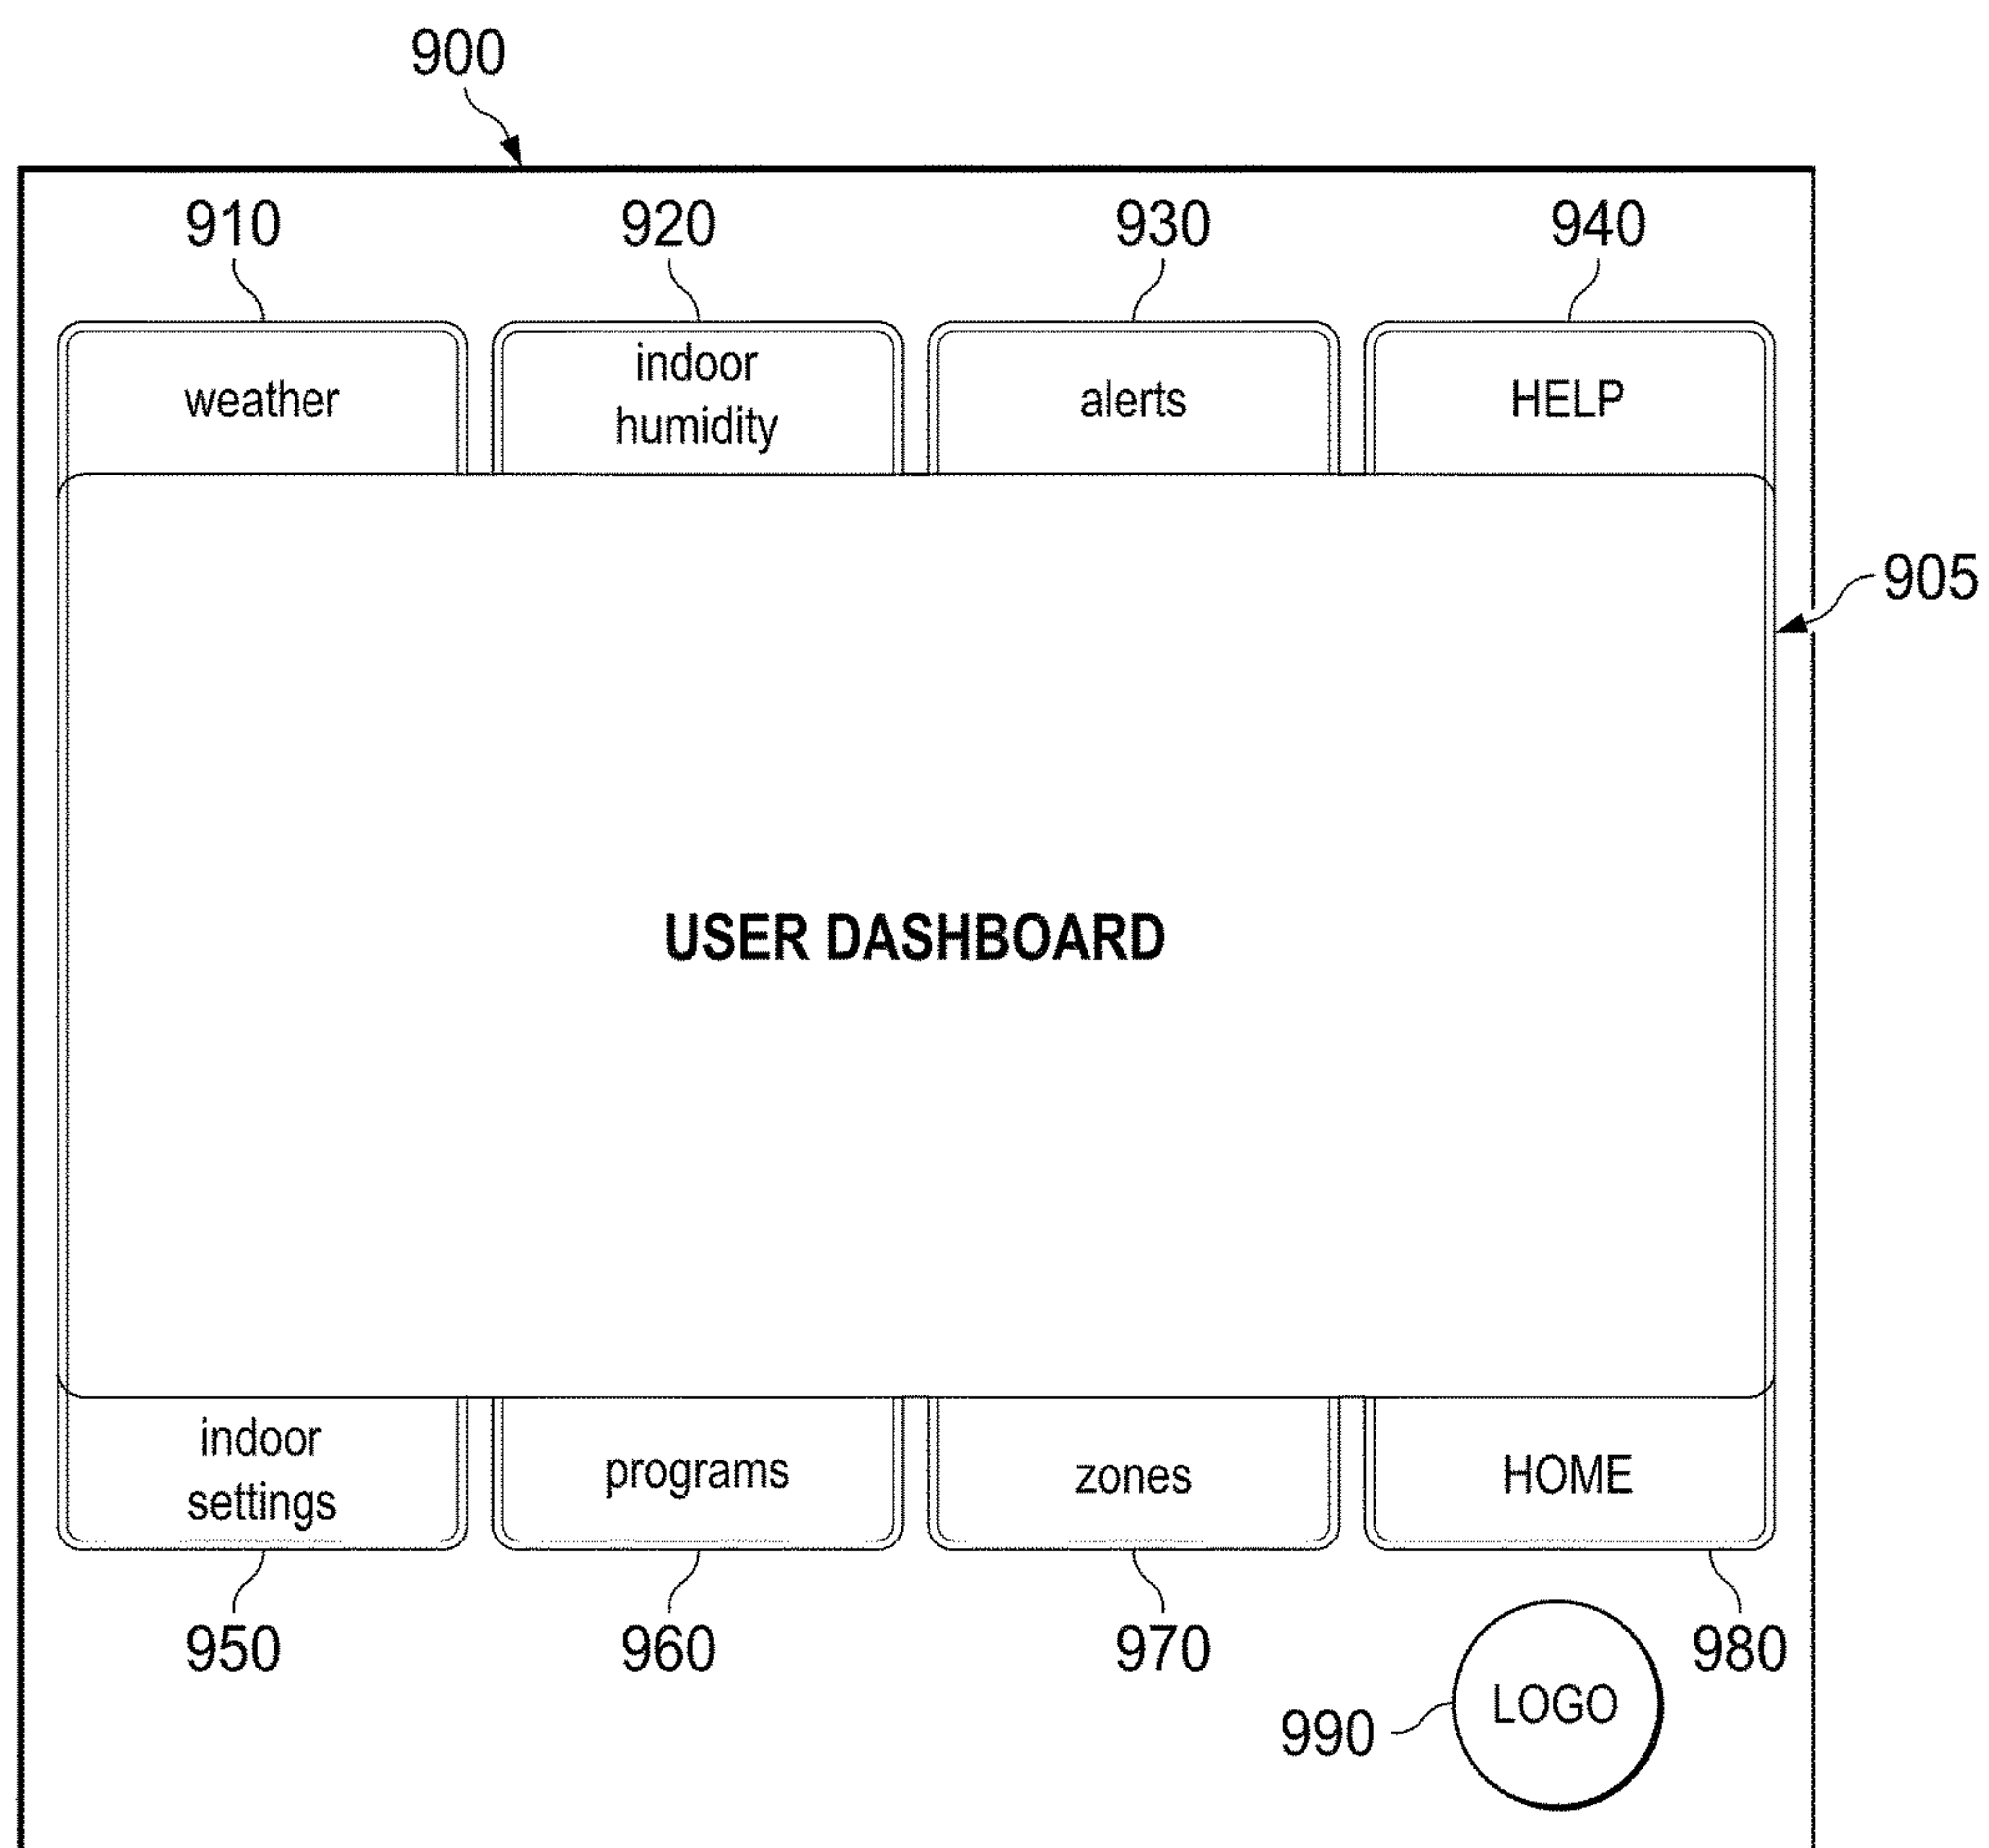 900
910
920
930
940
weather
indoor
humidity
alerts
HELP
905
USER DASHBOARD
indoor
settings
programs
zones
HOME
950
960
970
980
990
LOGO